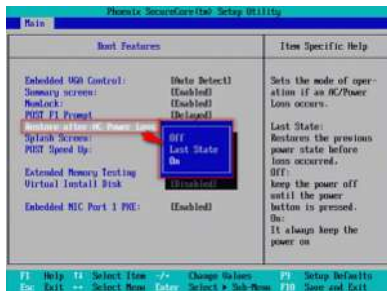 Phoenix SecureCore(tm) Setup Utility
Main
Boot Features
Item Specific Help
Embedded VGA Control: [Auto Detect]
Summary screen: [Enabled]
NumLock: [Enabled]
POST F1 Prompt [Delayed]
Restore after AC Power Loss
Splash Screen:
POST Speed Up:
Extended Memory Testing
Virtual Install Disk [Disabled]
Embedded NIC Port 1 PXE: [Enabled]
Off
Last State
On
Sets the mode of oper-
ation if an AC/Power
Loss occurs.
Last State:
Restores the previous
power state before
loss occurred.
Off:
keep the power off
until the power
button is pressed.
On:
It always keep the
power on
F1 Help ↑↓ Select Item -/+ Change Values F9 Setup Defaults
Esc Exit ↔ Select Menu Enter Select ▶ Sub-Menu F10 Save and Exit